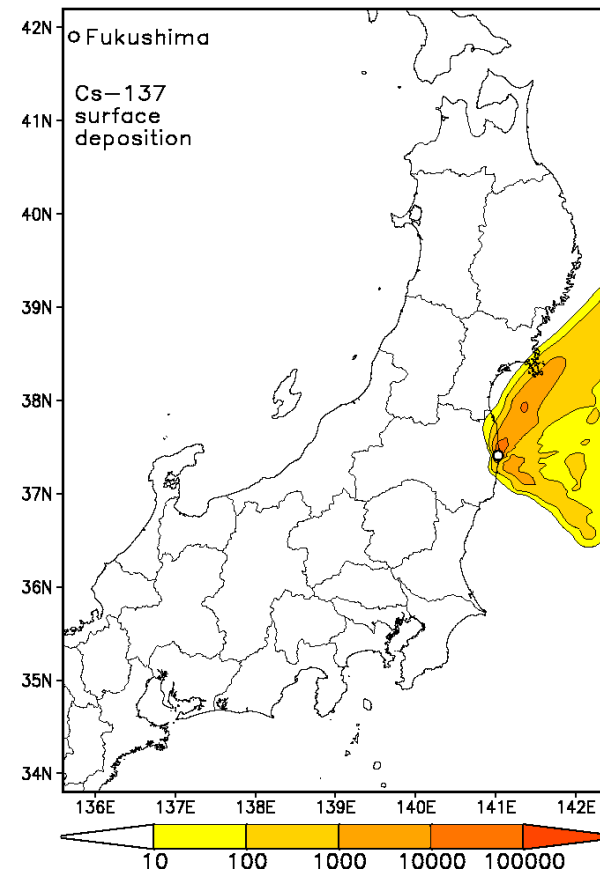 42N
Fukushima
Cs-137
surface
deposition
41N
40N
39N
38N
37N
36N
35N
34N
136E 137E 138E 139E 140E 141E 142E
10 100 1000 10000 100000